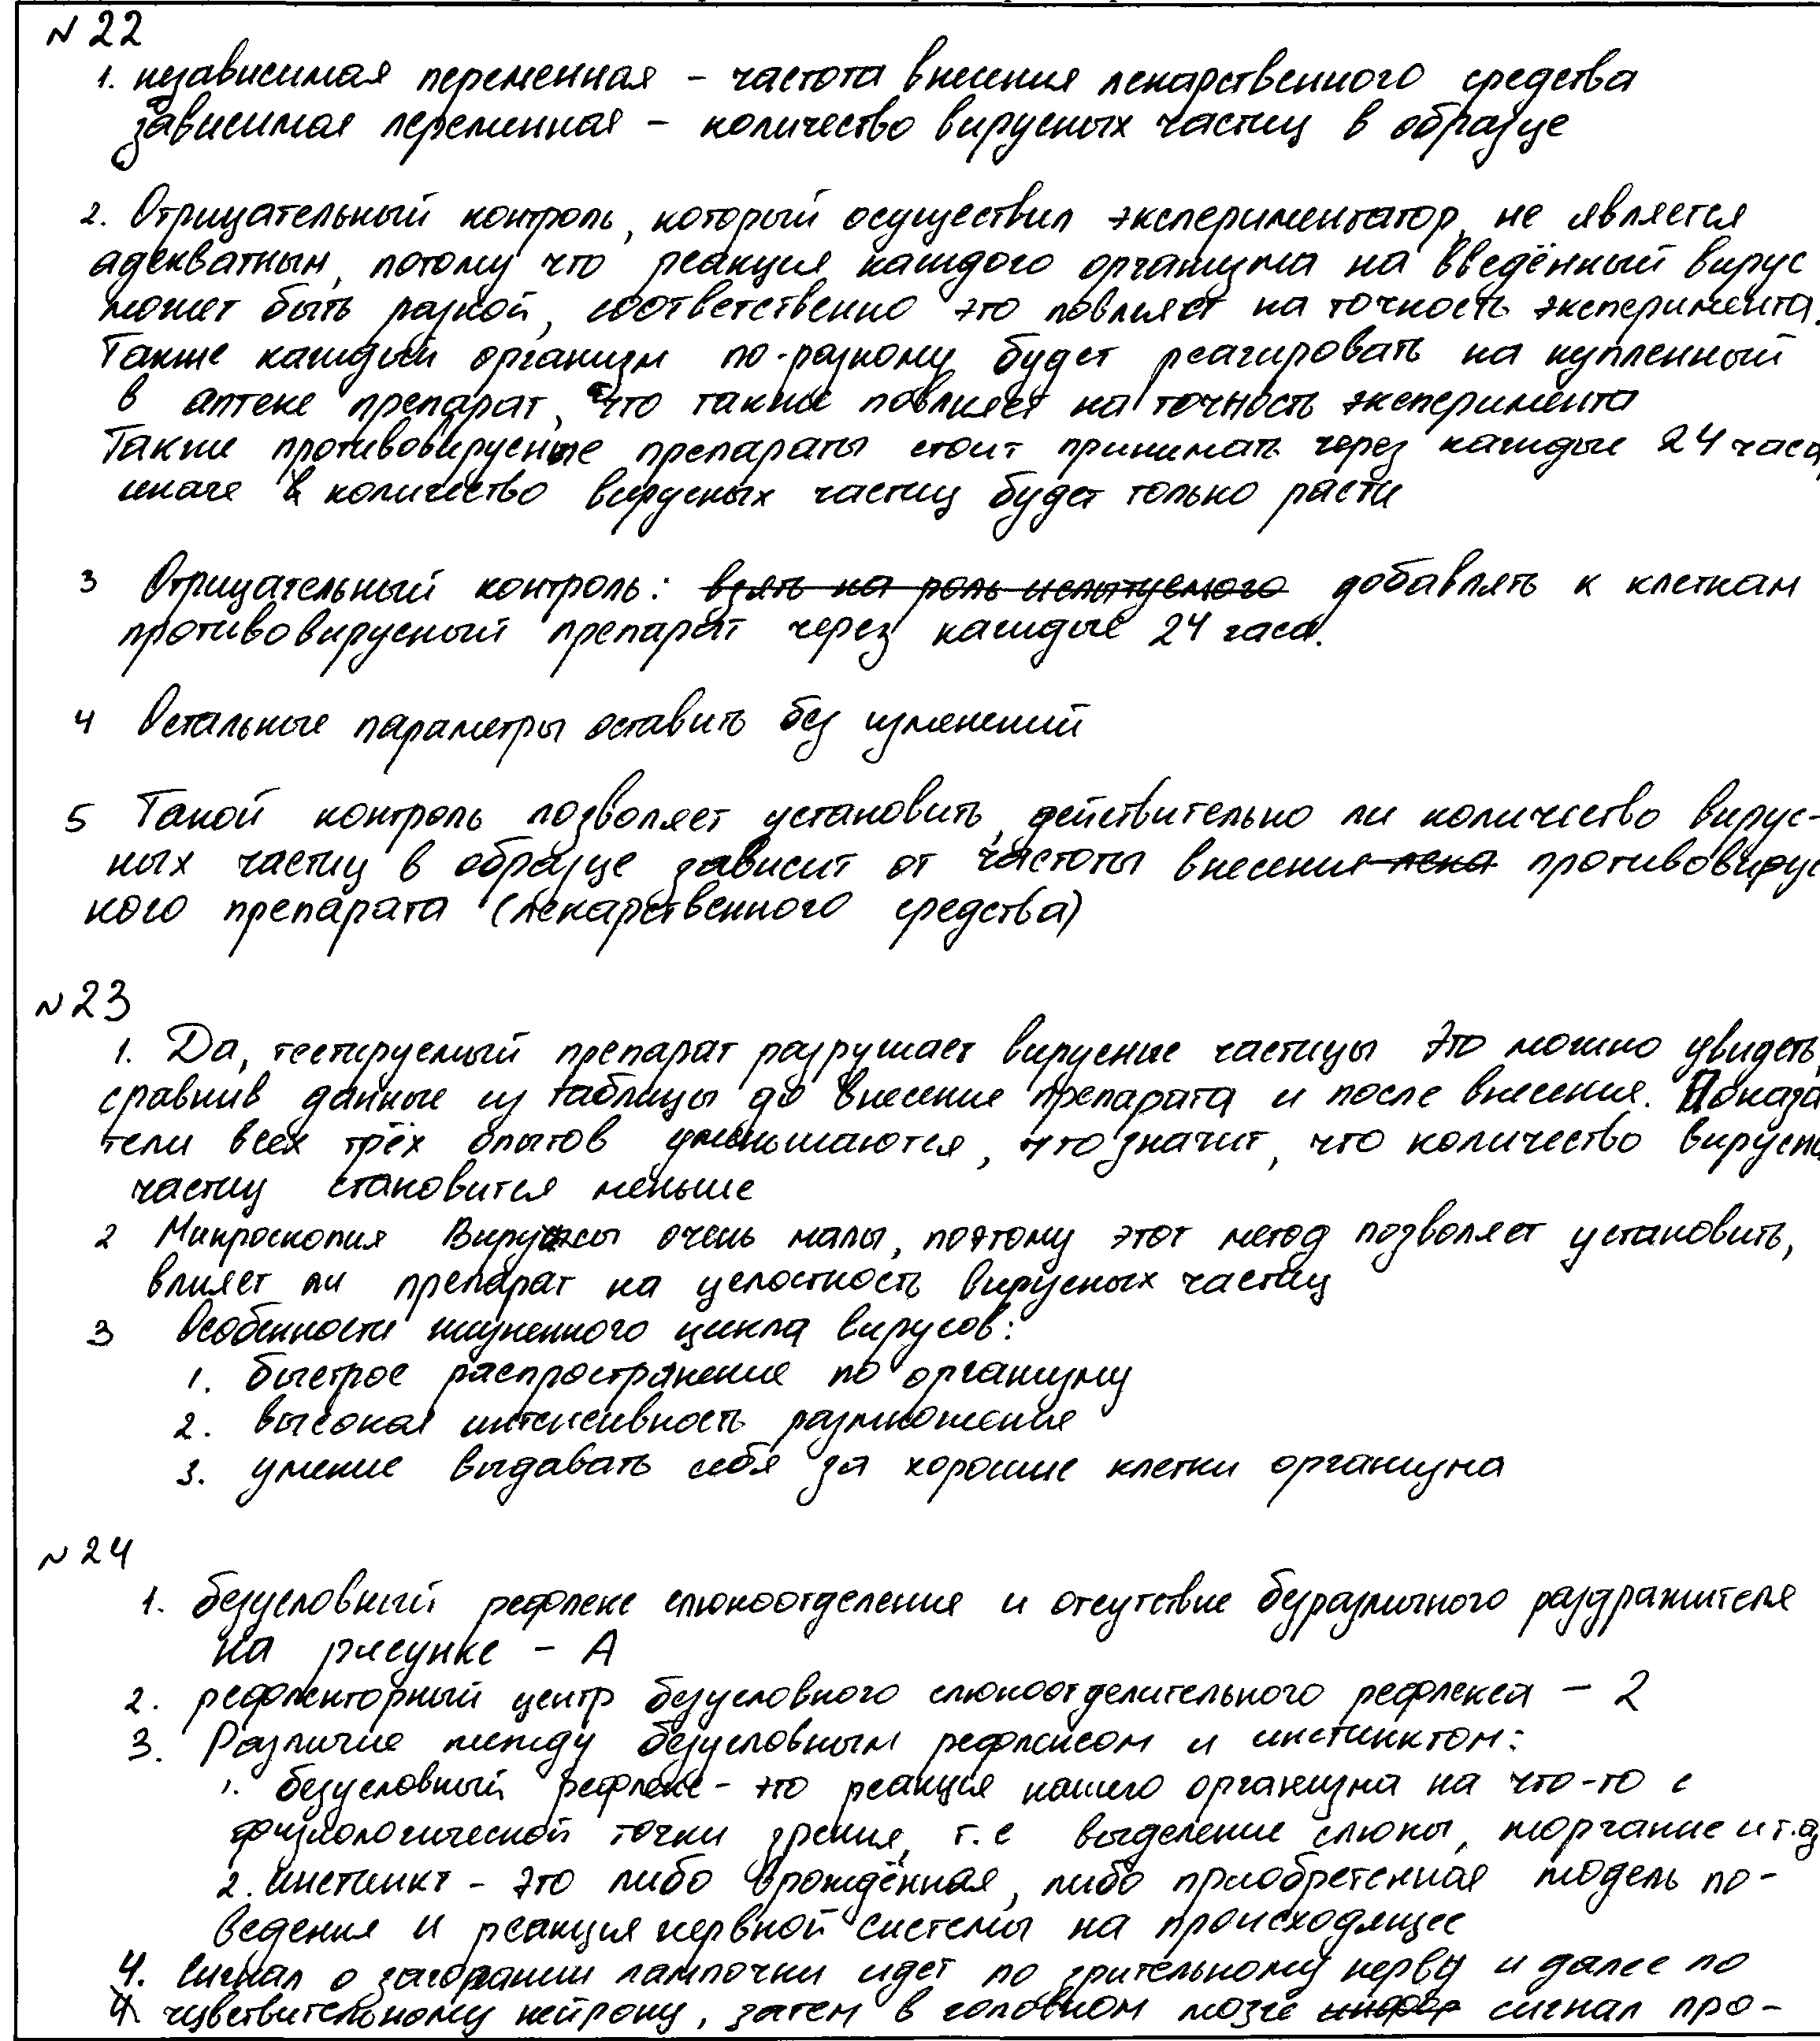 №22
1. независимая переменная - частота внесения лекарственного средства
зависимая переменная - количество вирусных частиц в образце
2. Отрицательный контроль, который осуществил экспериментатор, не является
адекватным, потому что реакция каждого организма на введённый вирус
может быть разной, соответственно это повлияет на точность эксперимента.
Также каждый организм по-разному будет реагировать на купленный
в аптеке препарат, что также повлияет на точность эксперимента
Также противовирусные препараты стоит принимать через каждые 24 часа,
иначе количество вирусных частиц будет только расти
3 Отрицательный контроль: взять на роль испытуемого добавлять к клеткам
противовирусный препарат через каждые 24 часа.
4 Остальные параметры оставить без изменений
5 Такой контроль позволяет установить, действительно ли количество вирус-
ных частиц в образце зависит от частоты внесения лека противовирус
ного препарата (лекарственного средства)
№23
1. Да, тестируемый препарат разрушает вирусные частицы Это можно увидеть,
сравнив данные из таблицы до внесение препарата и после внесения. Показа
тели всех трёх опытов уменьшаются, что значит, что количество вирусны
частиц становится меньше
2 Микроскопия Вирусы очень малы, поэтому этот метод позволяет установить,
влияет ли препарат на целостность вирусных частиц
3 Особенности жизненного цикла вирусов:
1. быстрое распространение по организму
2. высокая интенсивность размножения
3. умение выдавать себя за хорошие клетки организма
№24
1. безусловный рефлекс слюноотделения и отсутствие безразличного раздражителя
на рисунке - А
2. рефлекторный центр безусловного слюноотделительного рефлекса - 2
3. Различие между безусловным рефлексом и инстинктом:
1. безусловный рефлекс - это реакция нашего организма на что-то с
физиологической точки зрения, т.е выделение слюны, моргание и т.д
2. инстинкт - это либо врождённая, либо приобретенная модель по-
ведения и реакция нервной системы на происходящее
4. Сигнал о загорании лампочки идет по зрительному нерву и далее по
чувствительному нейрону, затем в головном мозге сигнал про-